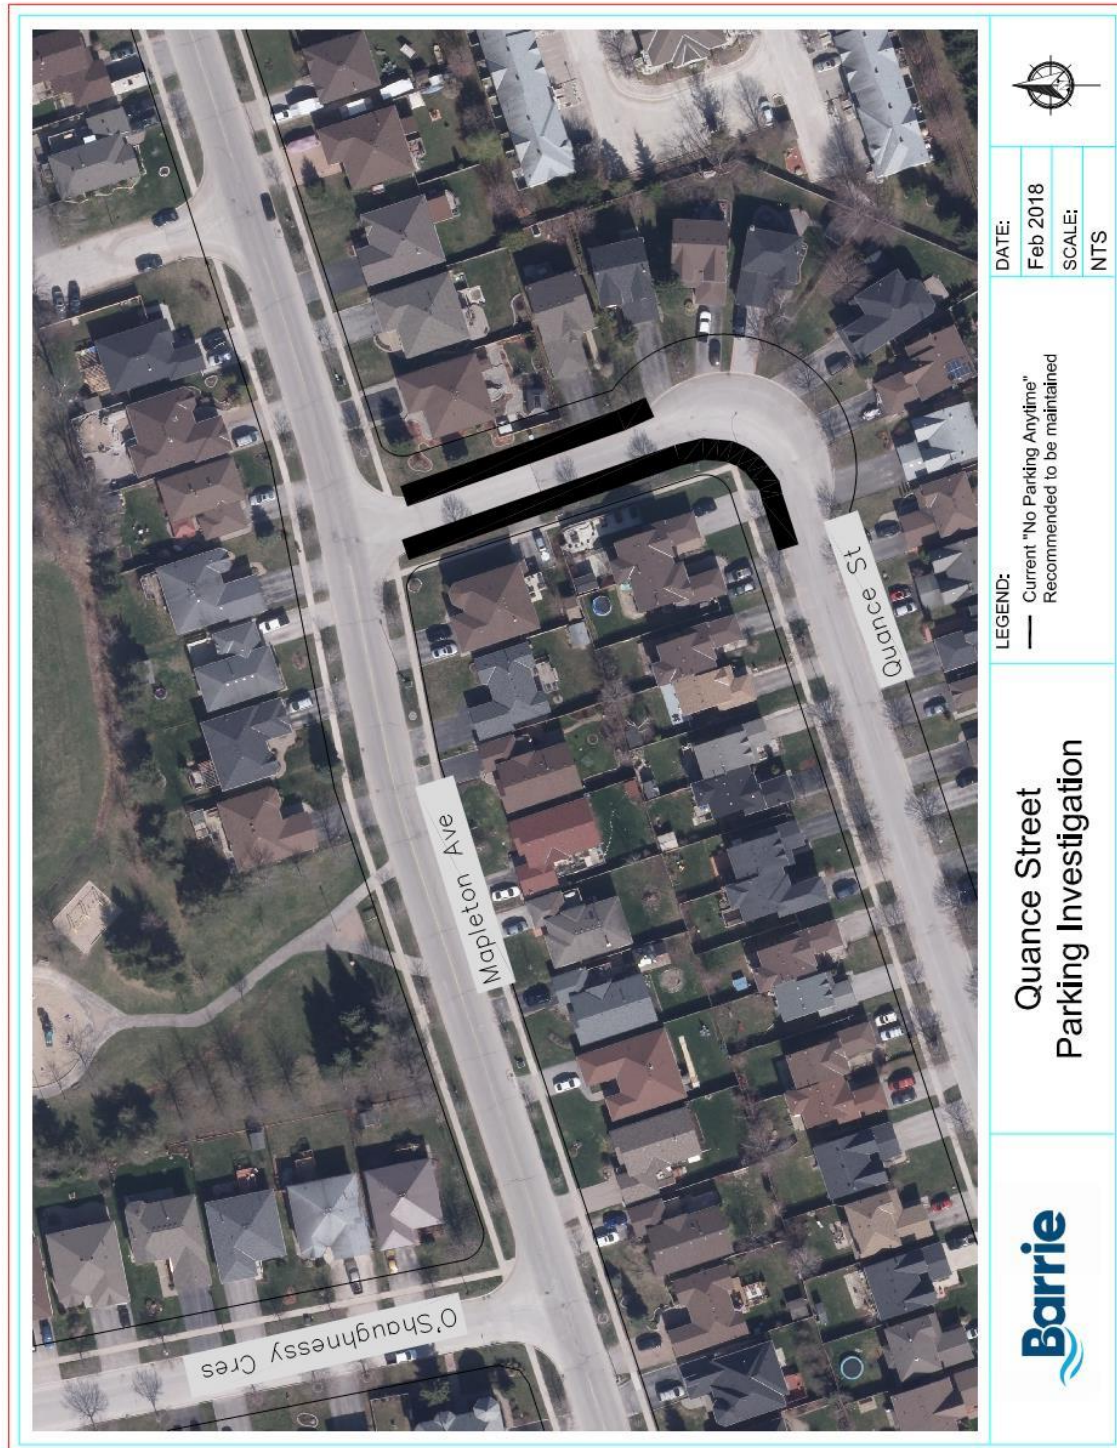 O'Shaughnessy Cres
Mapleton Ave
Quance St
Barrie
Quance Street
Parking Investigation
LEGEND:
Current "No Parking Anytime"
Recommended to be maintained
DATE:
Feb 2018
SCALE:
NTS